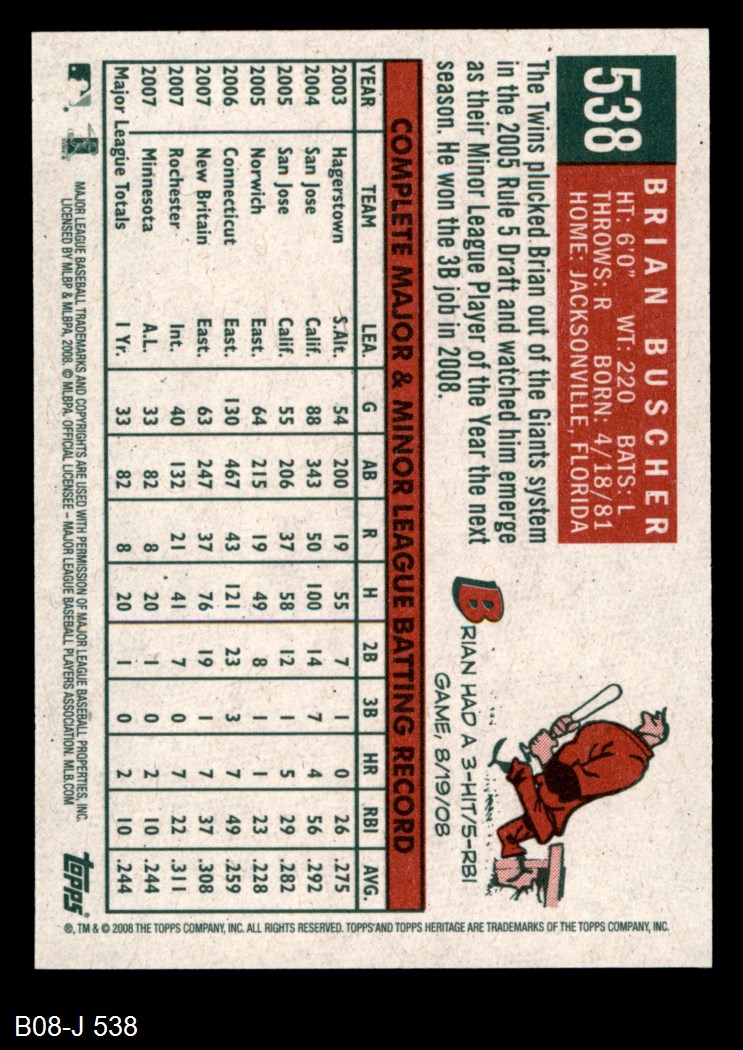 538
BRIAN BUSCHER
HT: 6'0" WT: 220 BATS: L
THROWS: R BORN: 4/18/81
HOME: JACKSONVILLE, FLORIDA
The Twins plucked Brian out of the Giants system
in the 2005 Rule 5 Draft and watched him emerge
as their Minor League Player of the Year the next
season. He won the 3B job in 2008.
BRIAN HAD A 3-HIT/5-RBI
GAME, 8/19/08
COMPLETE MAJOR & MINOR LEAGUE BATTING RECORD
YEAR TEAM LEA. G AB R H 2B 3B HR RBI AVG.
2003 Hagerstown S.Alt. 54 200 19 55 7 1 0 26 .275
2004 San Jose Calif. 88 343 50 100 14 7 4 56 .292
2005 San Jose Calif. 55 206 37 58 12 1 5 29 .282
2005 Norwich East. 64 215 19 49 8 1 1 23 .228
2006 Connecticut East. 130 467 43 121 23 3 7 49 .259
2007 New Britain East. 63 247 37 76 19 1 7 37 .308
2007 Rochester Int. 40 132 21 41 7 0 7 22 .311
2007 Minnesota A.L. 33 82 8 20 1 0 2 10 .244
Major League Totals 1 Yr. 33 82 8 20 1 0 2 10 .244
MAJOR LEAGUE BASEBALL TRADEMARKS AND COPYRIGHTS ARE USED WITH PERMISSION OF MAJOR LEAGUE BASEBALL PROPERTIES, INC.
LICENSED BY MLBP & MLBPA, 2008. © MLBPA. OFFICIAL LICENSEE – MAJOR LEAGUE BASEBALL PLAYERS ASSOCIATION. MLB.COM
topps
®, TM & © 2008 THE TOPPS COMPANY, INC. ALL RIGHTS RESERVED. TOPPS AND TOPPS HERITAGE ARE TRADEMARKS OF THE TOPPS COMPANY, INC.
B08-J 538